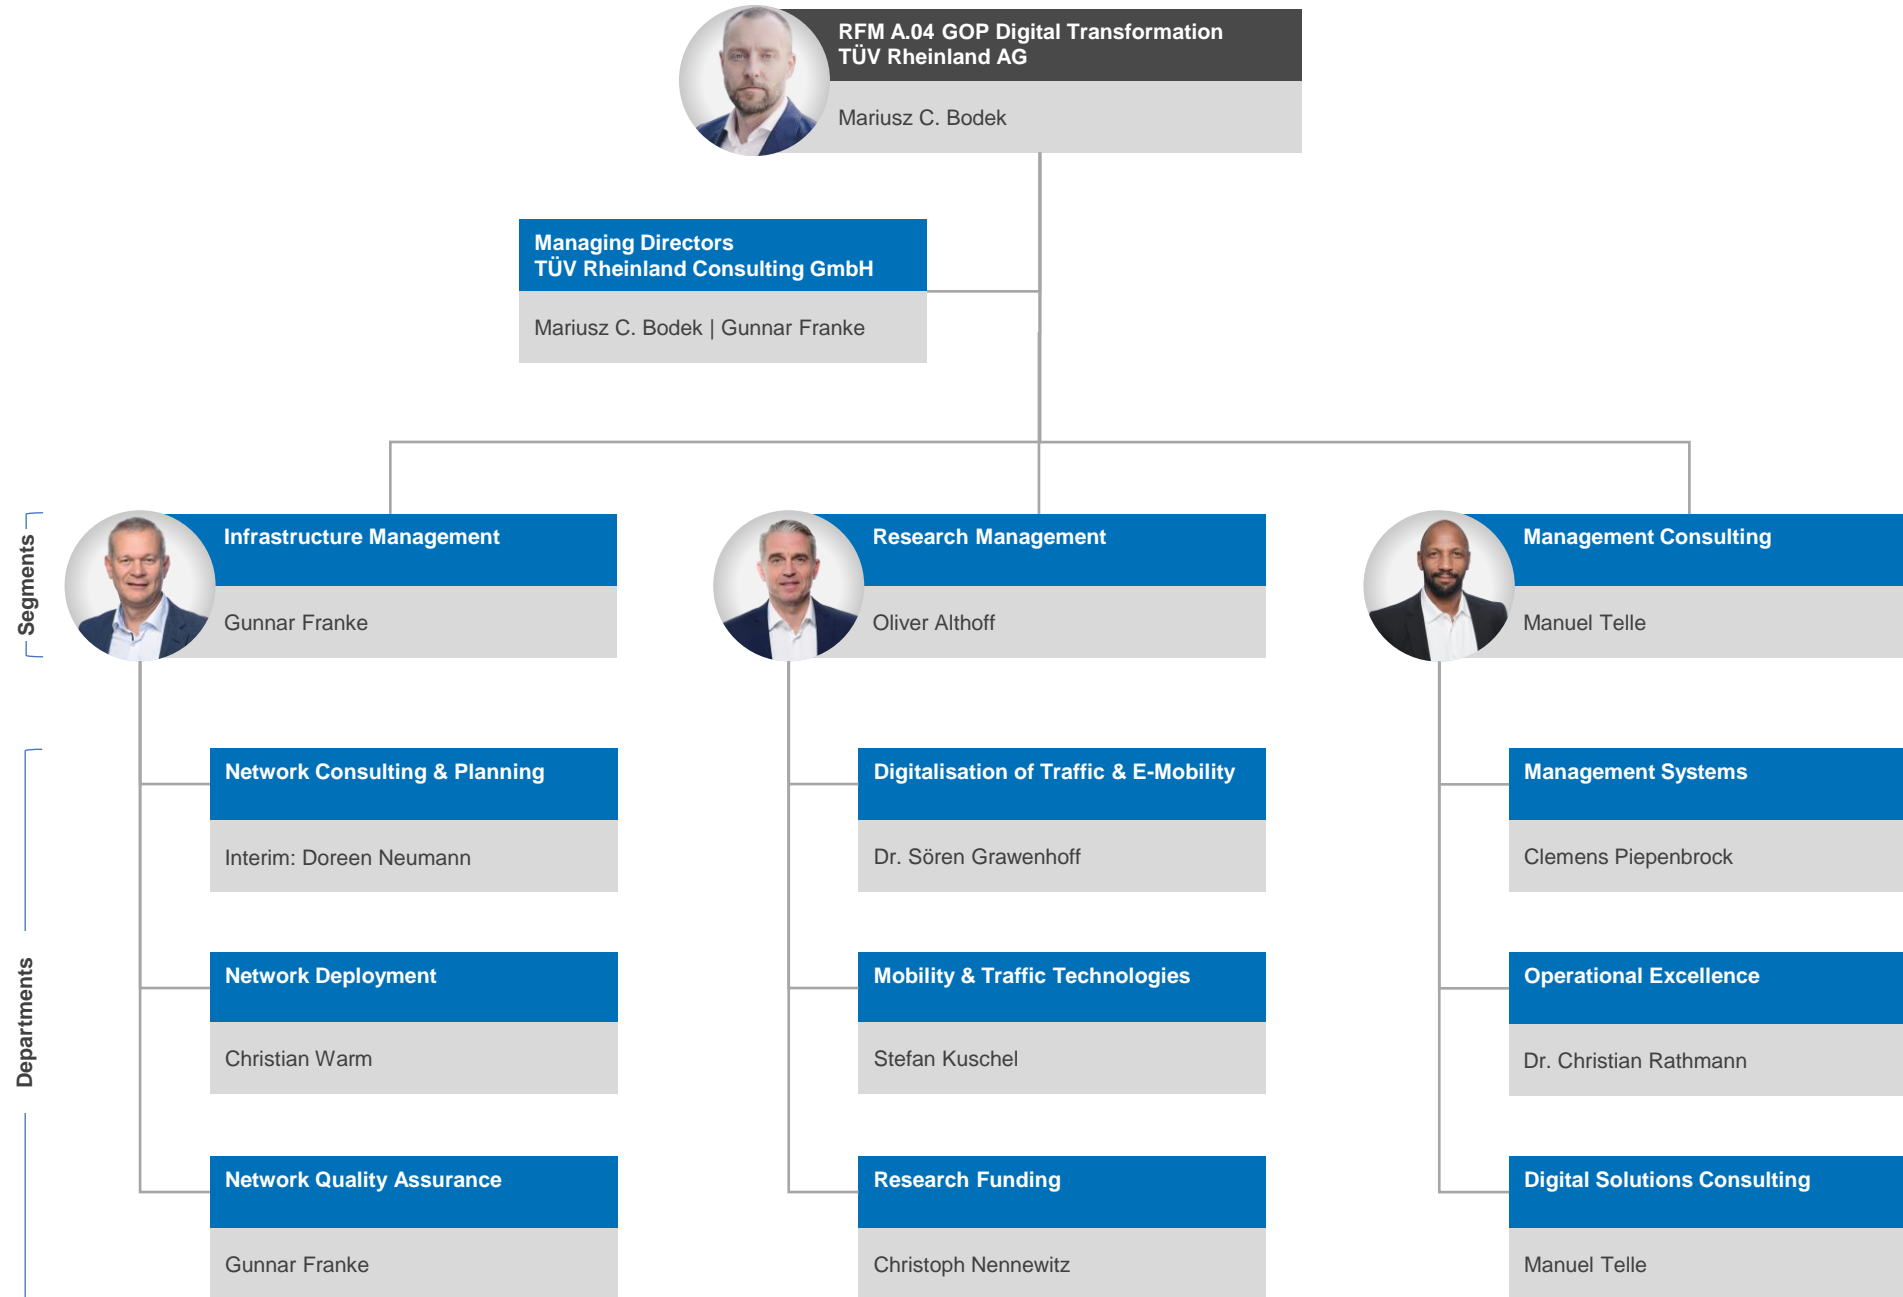 RFM A.04 GOP Digital Transformation
TÜV Rheinland AG
Mariusz C. Bodek
Managing Directors
TÜV Rheinland Consulting GmbH
Mariusz C. Bodek | Gunnar Franke
Segments
Infrastructure Management
Gunnar Franke
Research Management
Oliver Althoff
Management Consulting
Manuel Telle
Departments
Network Consulting & Planning
Interim: Doreen Neumann
Digitalisation of Traffic & E-Mobility
Dr. Sören Grawenhoff
Management Systems
Clemens Piepenbrock
Network Deployment
Christian Warm
Mobility & Traffic Technologies
Stefan Kuschel
Operational Excellence
Dr. Christian Rathmann
Network Quality Assurance
Gunnar Franke
Research Funding
Christoph Nennewitz
Digital Solutions Consulting
Manuel Telle